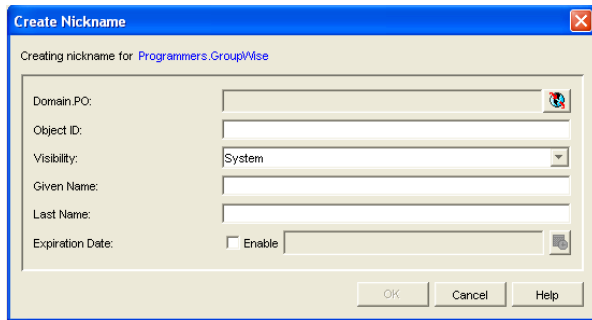 Create Nickname
Creating nickname for Programmers.GroupWise
Domain.PO:
Object ID:
Visibility: System
Given Name:
Last Name:
Expiration Date: Enable
OK Cancel Help